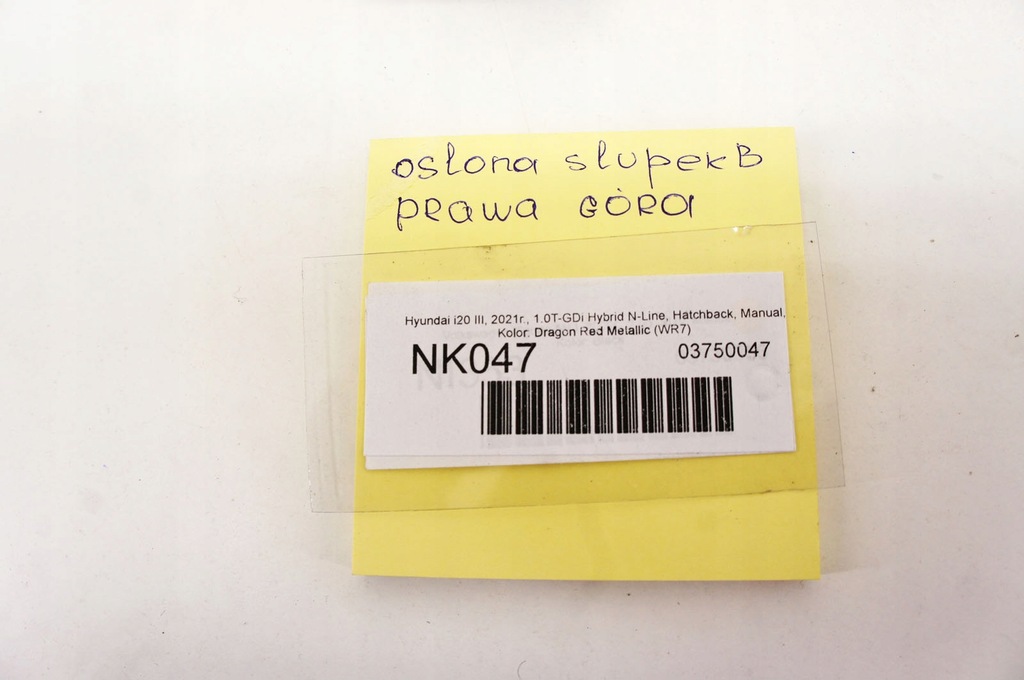 osłona słupek B
prawa GÓRA
Hyundai i20 III, 2021r., 1.0T-GDi Hybrid N-Line, Hatchback, Manual,
Kolor: Dragon Red Metallic (WR7)
NK047 03750047